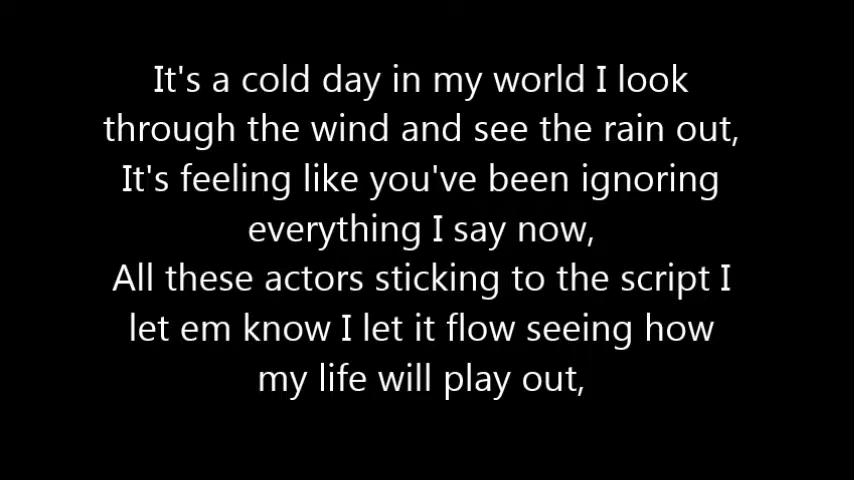 It's a cold day in my world I look
through the wind and see the rain out,
It's feeling like you've been ignoring
everything I say now,
All these actors sticking to the script I
let em know I let it flow seeing how
my life will play out,